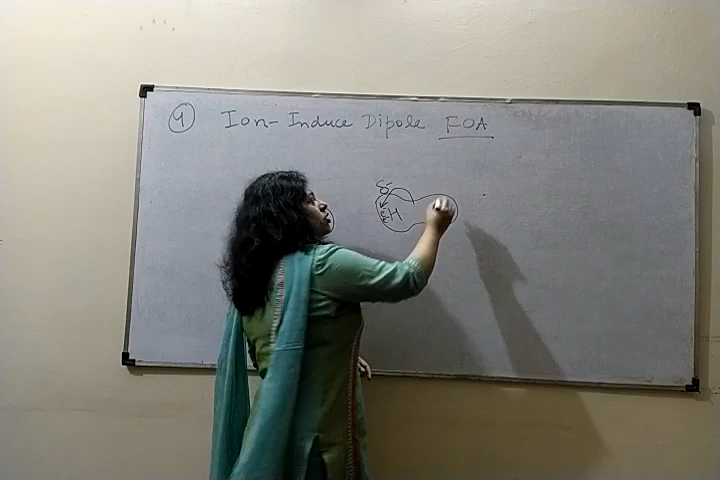 4 Ion-Induce Dipole FOA
δ-
H